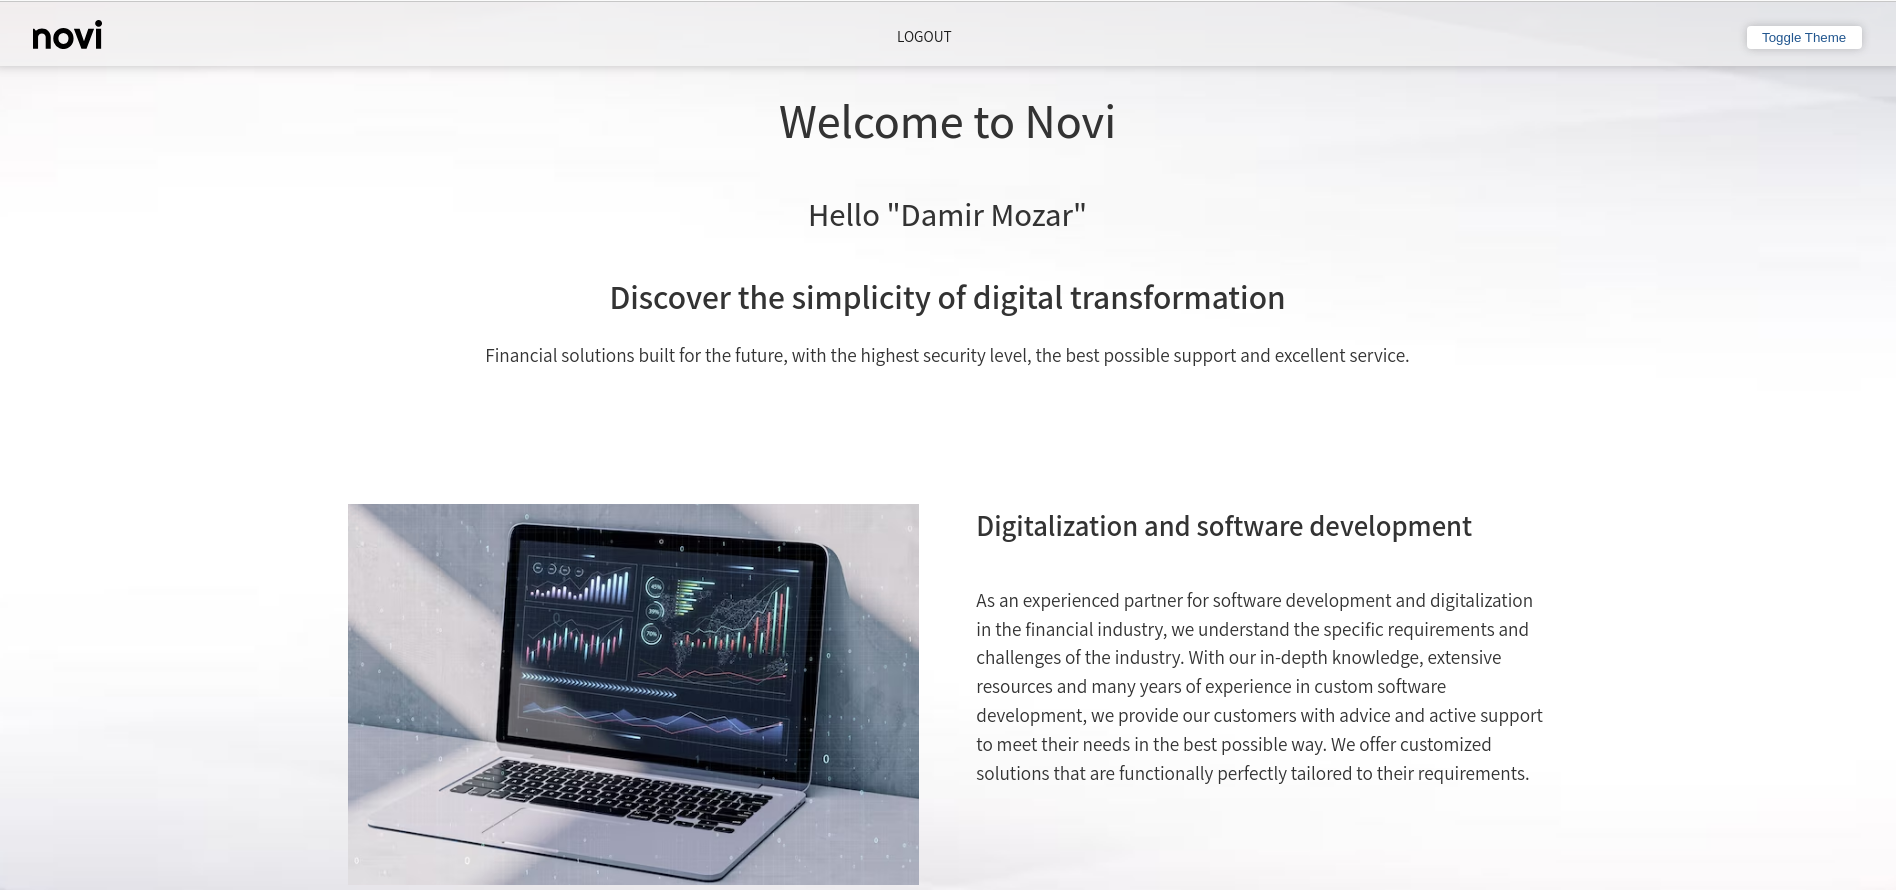 novi
LOGOUT
Toggle Theme
Welcome to Novi
Hello "Damir Mozar"
Discover the simplicity of digital transformation
Financial solutions built for the future, with the highest security level, the best possible support and excellent service.
Digitalization and software development
As an experienced partner for software development and digitalization
in the financial industry, we understand the specific requirements and
challenges of the industry. With our in-depth knowledge, extensive
resources and many years of experience in custom software
development, we provide our customers with advice and active support
to meet their needs in the best possible way. We offer customized
solutions that are functionally perfectly tailored to their requirements.